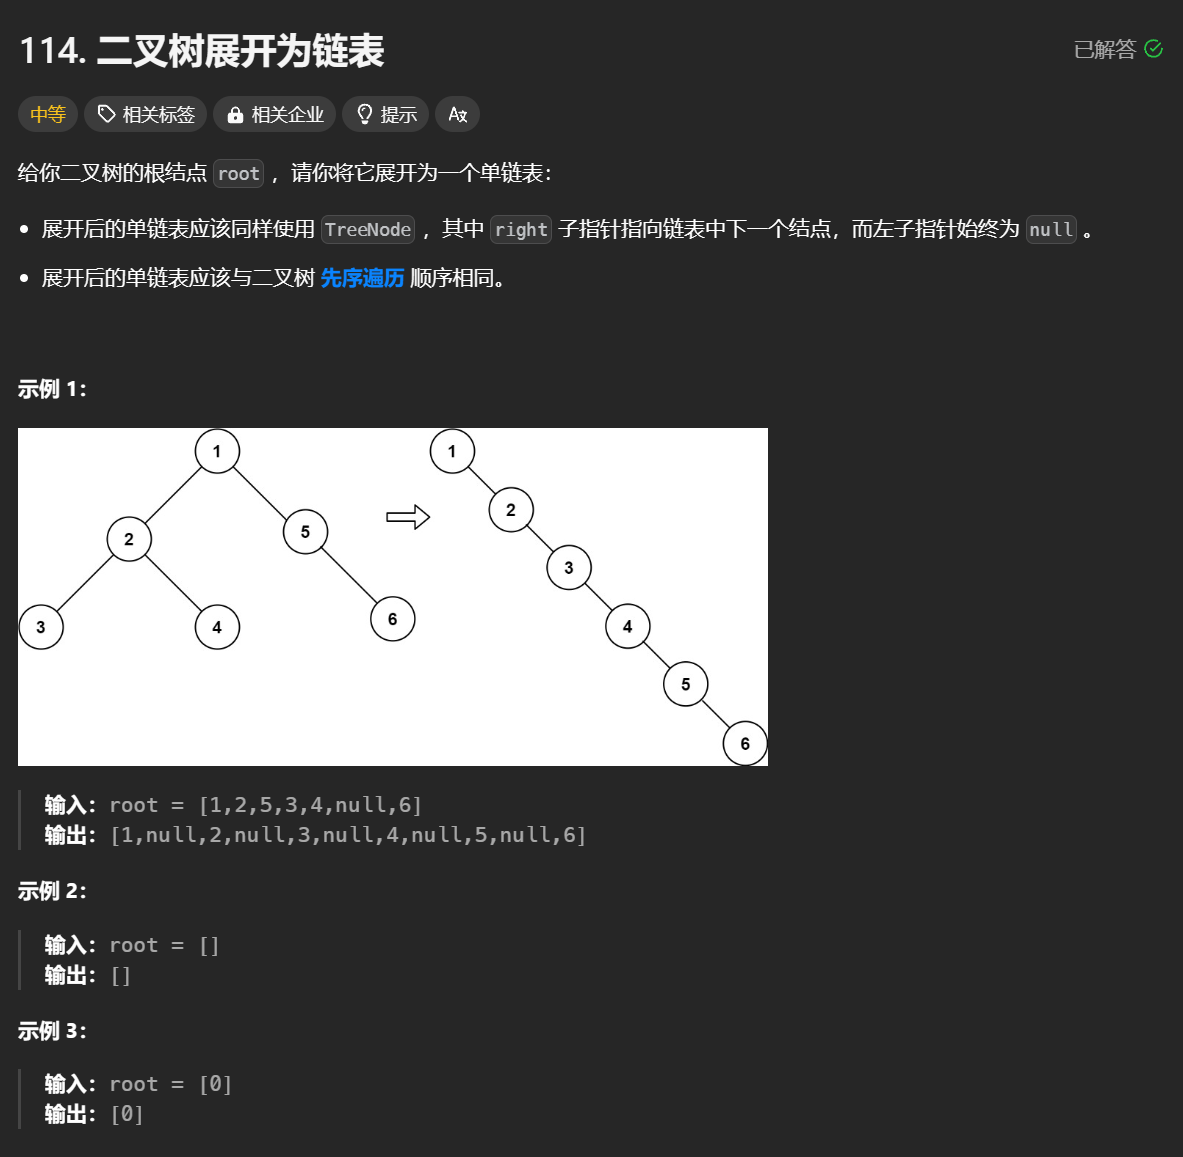 114. 二叉树展开为链表
已解答
中等 相关标签 相关企业 提示
给你二叉树的根结点 root ，请你将它展开为一个单链表：
展开后的单链表应该同样使用 TreeNode ，其中 right 子指针指向链表中下一个结点，而左子指针始终为 null 。
展开后的单链表应该与二叉树 先序遍历 顺序相同。
示例 1：
1
2
5
3
4
6
1
2
3
4
5
6
输入：root = [1,2,5,3,4,null,6]
输出：[1,null,2,null,3,null,4,null,5,null,6]
示例 2：
输入：root = []
输出：[]
示例 3：
输入：root = [0]
输出：[0]